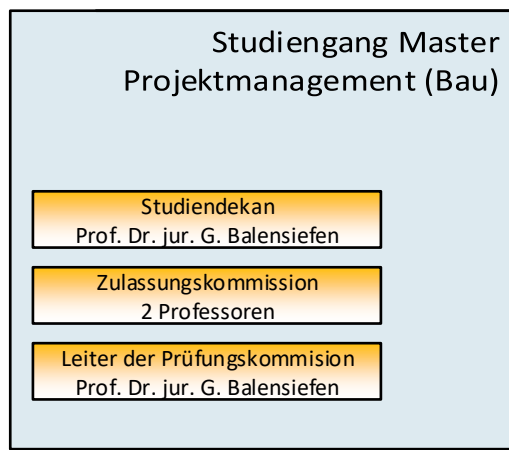 Studiengang Master
Projektmanagement (Bau)
Studiendekan
Prof. Dr. jur. G. Balensiefen
Zulassungskommission
2 Professoren
Leiter der Prüfungskommision
Prof. Dr. jur. G. Balensiefen